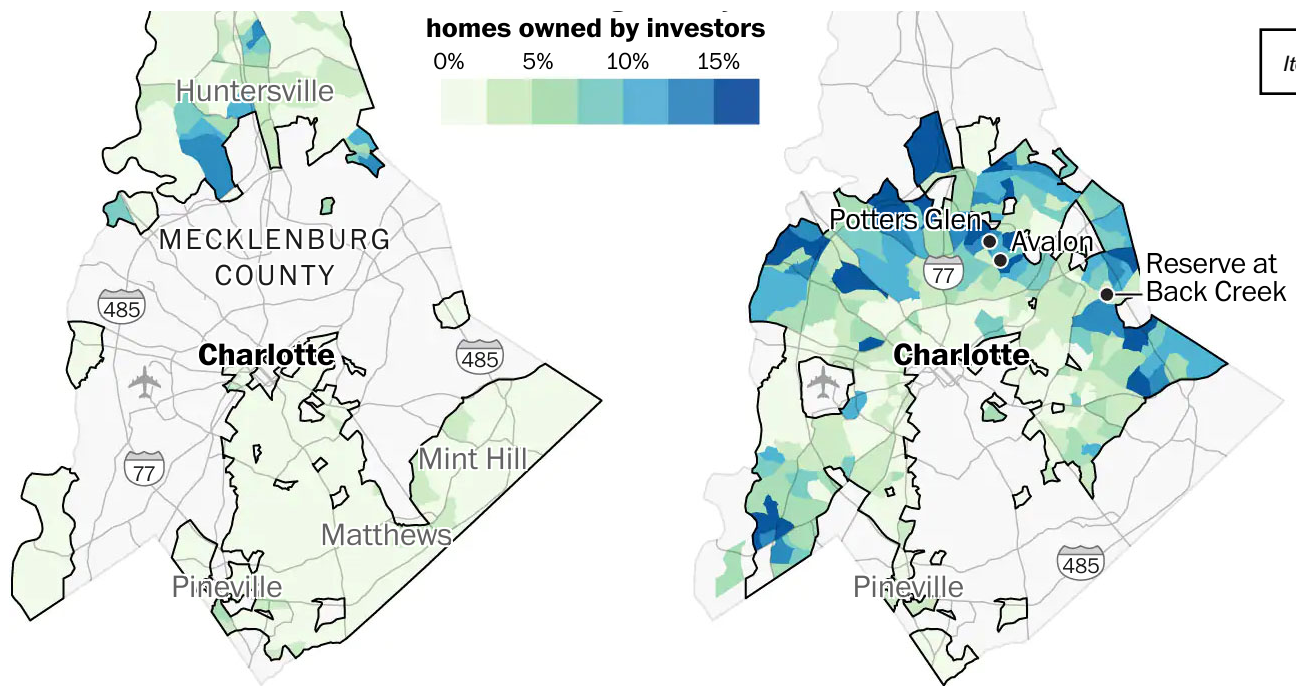 homes owned by investors
0% 5% 10% 15%
Huntersville
MECKLENBURG
COUNTY
485
Charlotte
485
77
Mint Hill
Matthews
Pineville
Potters Glen
Avalon
77
Reserve at
Back Creek
Charlotte
485
Pineville